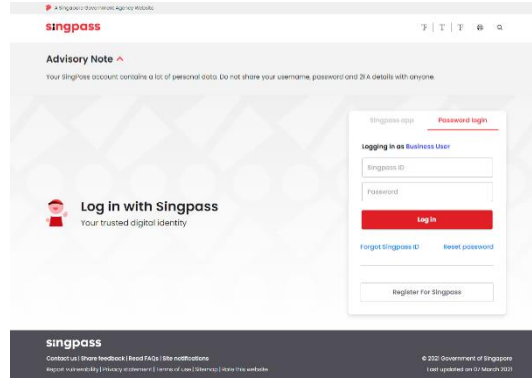 A Singapore Government Agency Website
singpass
T | T | T
Advisory Note
Your SingPass account contains a lot of personal data. Do not share your username, password and 2FA details with anyone.
Singpass app Password login
Logging in as Business User
Singpass ID
Password
Log in with Singpass
Your trusted digital identity
Log in
Forgot Singpass ID Reset password
Register For Singpass
singpass
Contact us | Share feedback | Read FAQs | Site notifications
© 2021 Government of Singapore
Report vulnerability | Privacy statement | Terms of use | Sitemap | Rate this website
Last updated on 07 March 2021